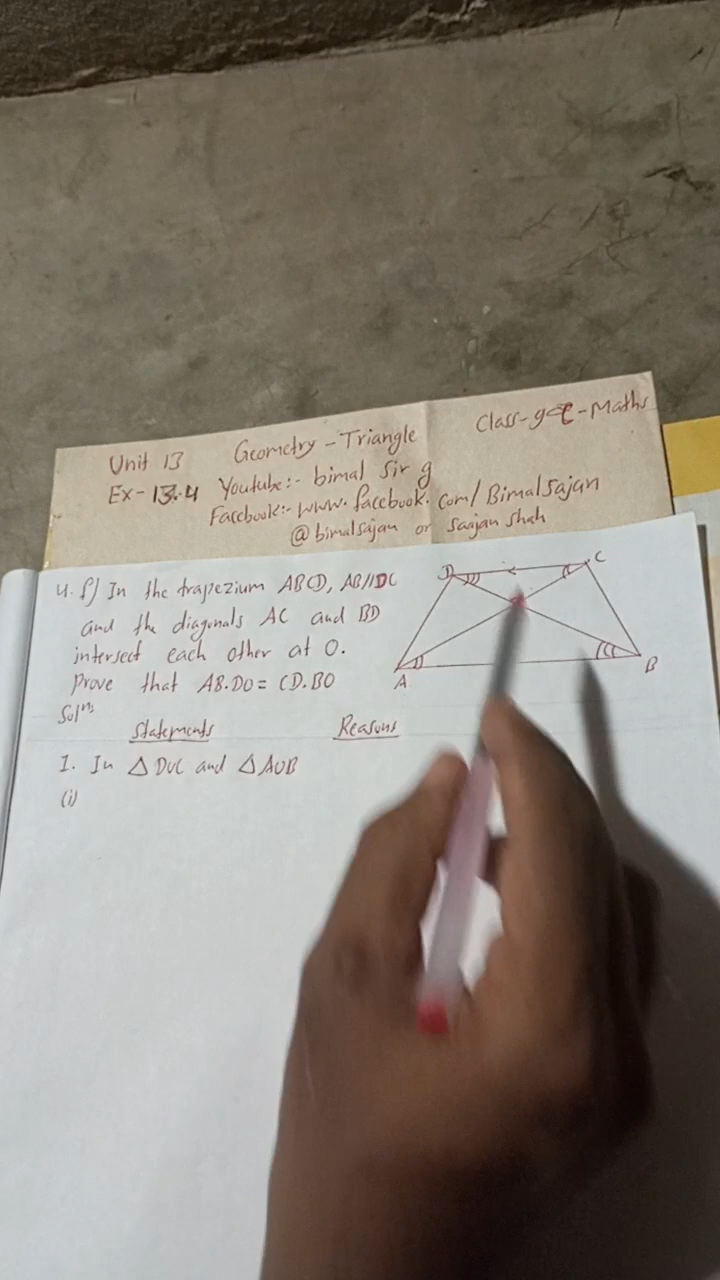 Unit 13 Geometry - Triangle Class-9 - Maths
Ex - 13.4 Youtube:- bimal sir g
Facebook:- www.facebook.com/Bimalsajan
@bimalsajan or sajan shah
4. f) In the trapezium ABCD, AB//DC
and the diagonals AC and BD
intersect each other at O.
Prove that AB.DO = CD.BO
Solⁿ:
Statements Reasons
1. In △DOC and △AOB
(i)
D C
A B